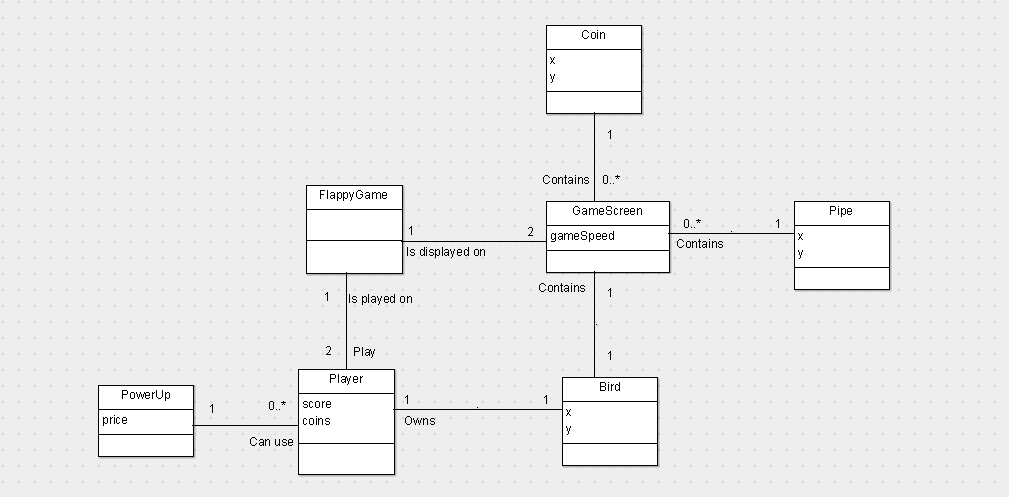 Coin
x
y
1
Contains
0..*
FlappyGame
GameScreen
gameSpeed
Pipe
x
y
1
2
Is displayed on
0..*
1
Contains
Contains
1
1
Is played on
2
Play
1
Player
score
coins
PowerUp
price
1
0..*
Can use
1
1
Owns
Bird
x
y